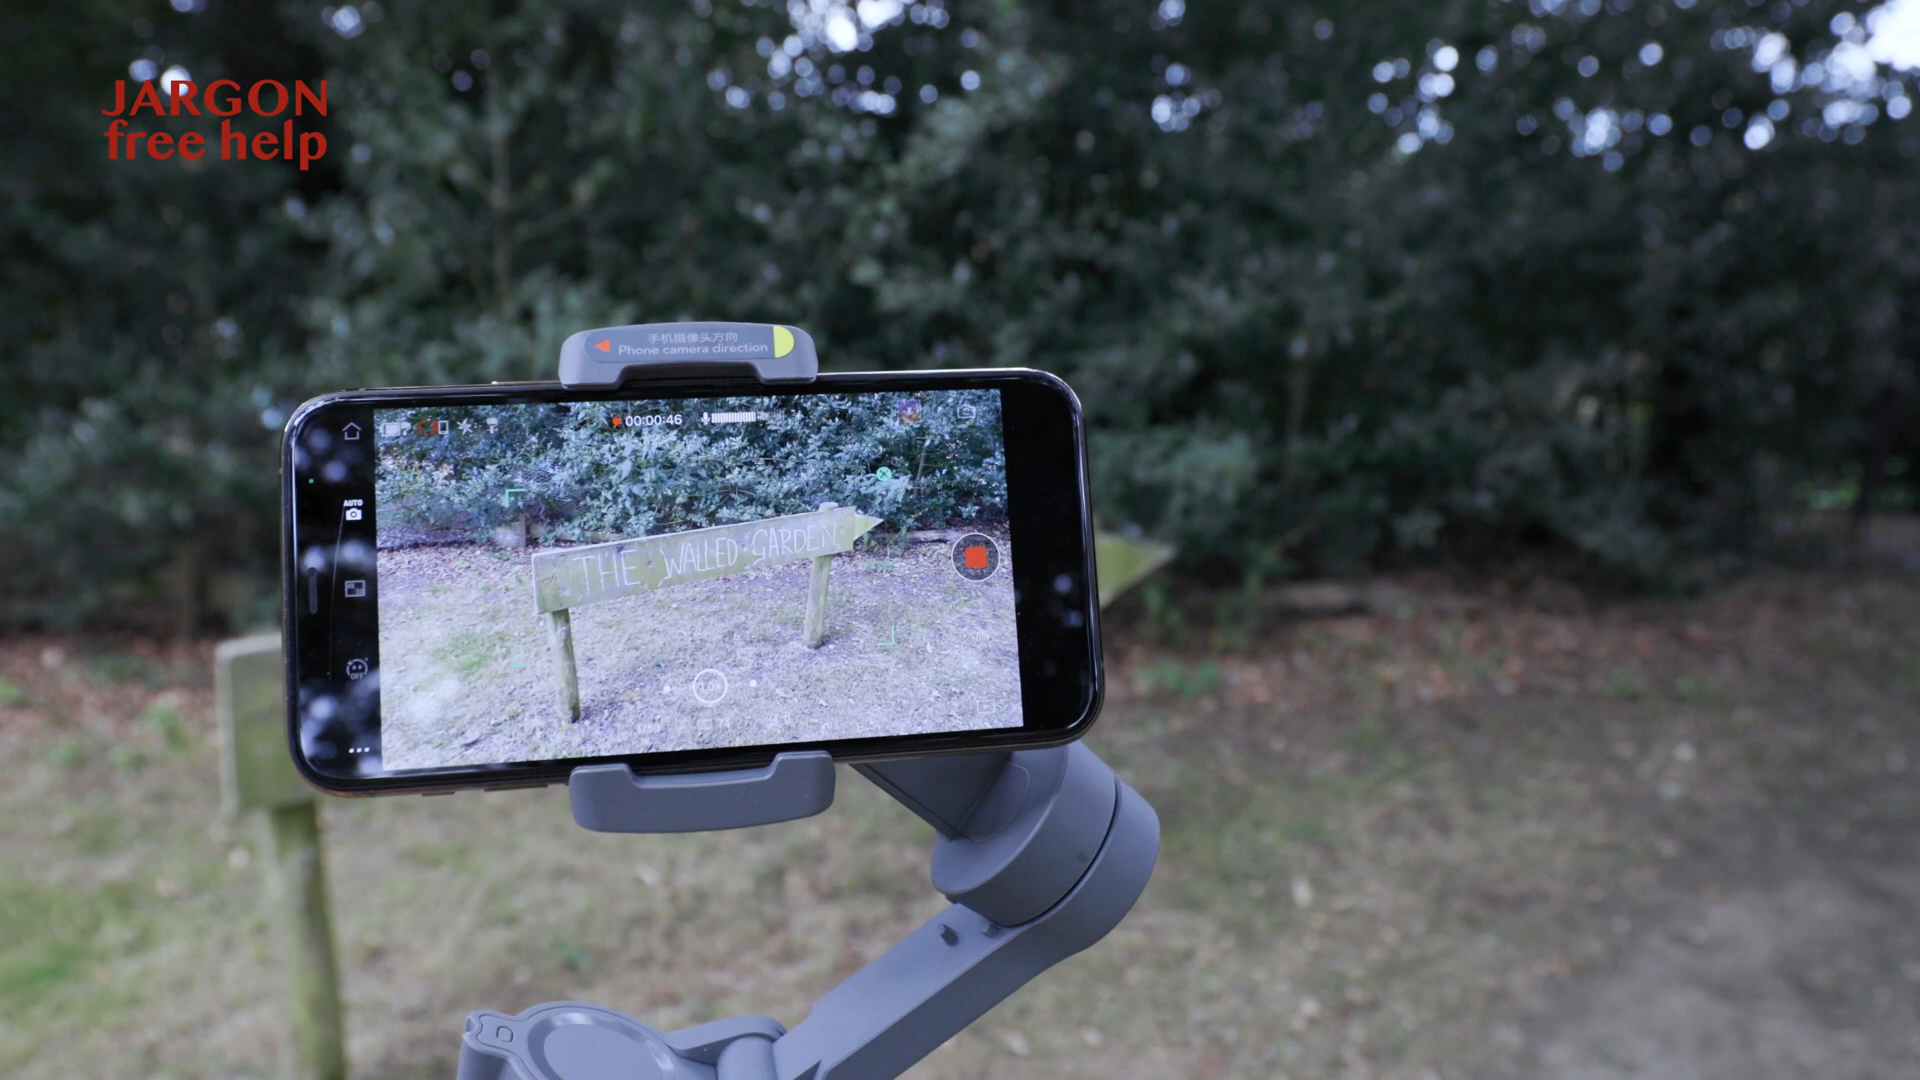 JARGON
free help
手机摄像头方向
Phone camera direction
00:00:46
AUTO
THE WALLED GARDEN
OFF